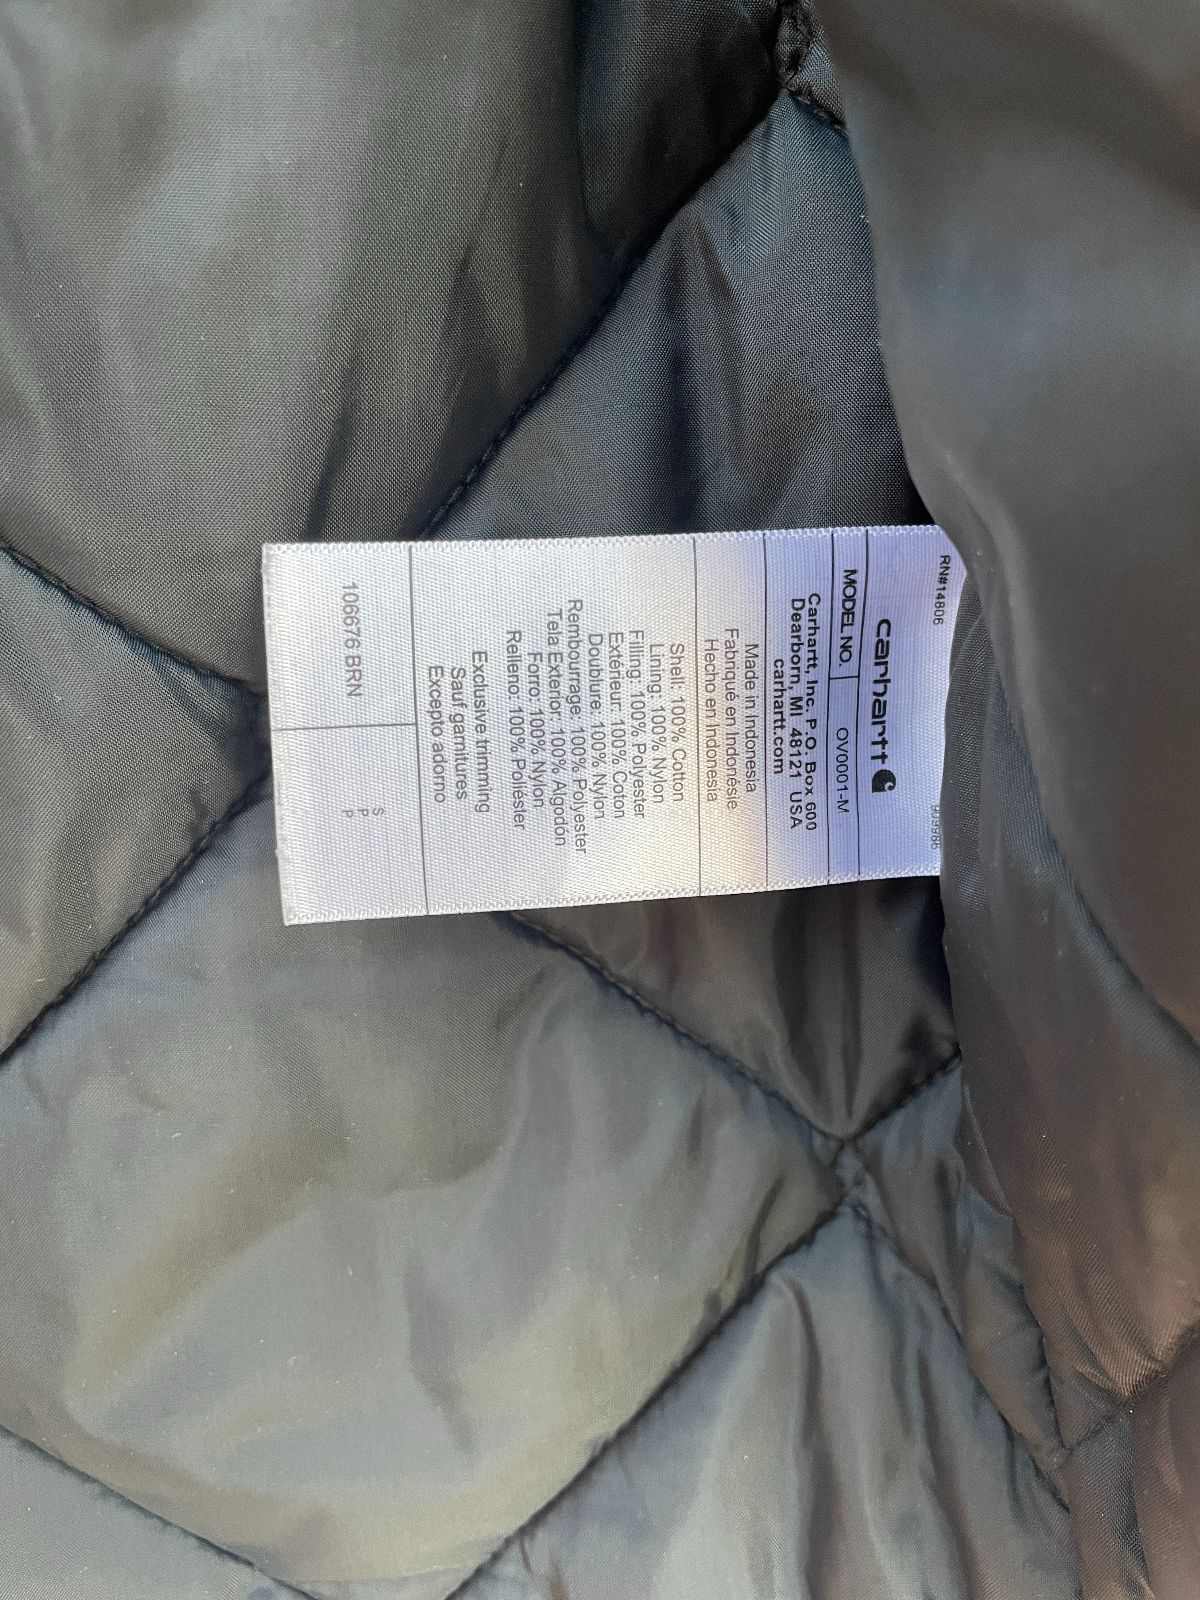 RN#14806 909986
carhartt
MODEL NO. OV0001-M
Carhartt, Inc. P.O. Box 600
Dearborn, MI 48121 USA
carhartt.com
Made in Indonesia
Fabriqué en Indonésie
Hecho en Indonesia
Shell: 100% Cotton
Lining: 100% Nylon
Filling: 100% Polyester
Extérieur: 100% Coton
Doublure: 100% Nylon
Rembourrage: 100% Polyester
Tela Exterior: 100% Algodón
Forro: 100% Nylon
Relleno: 100% Poliéster
Exclusive trimming
Sauf garnitures
Excepto adorno
106676 BRN
S
P
P